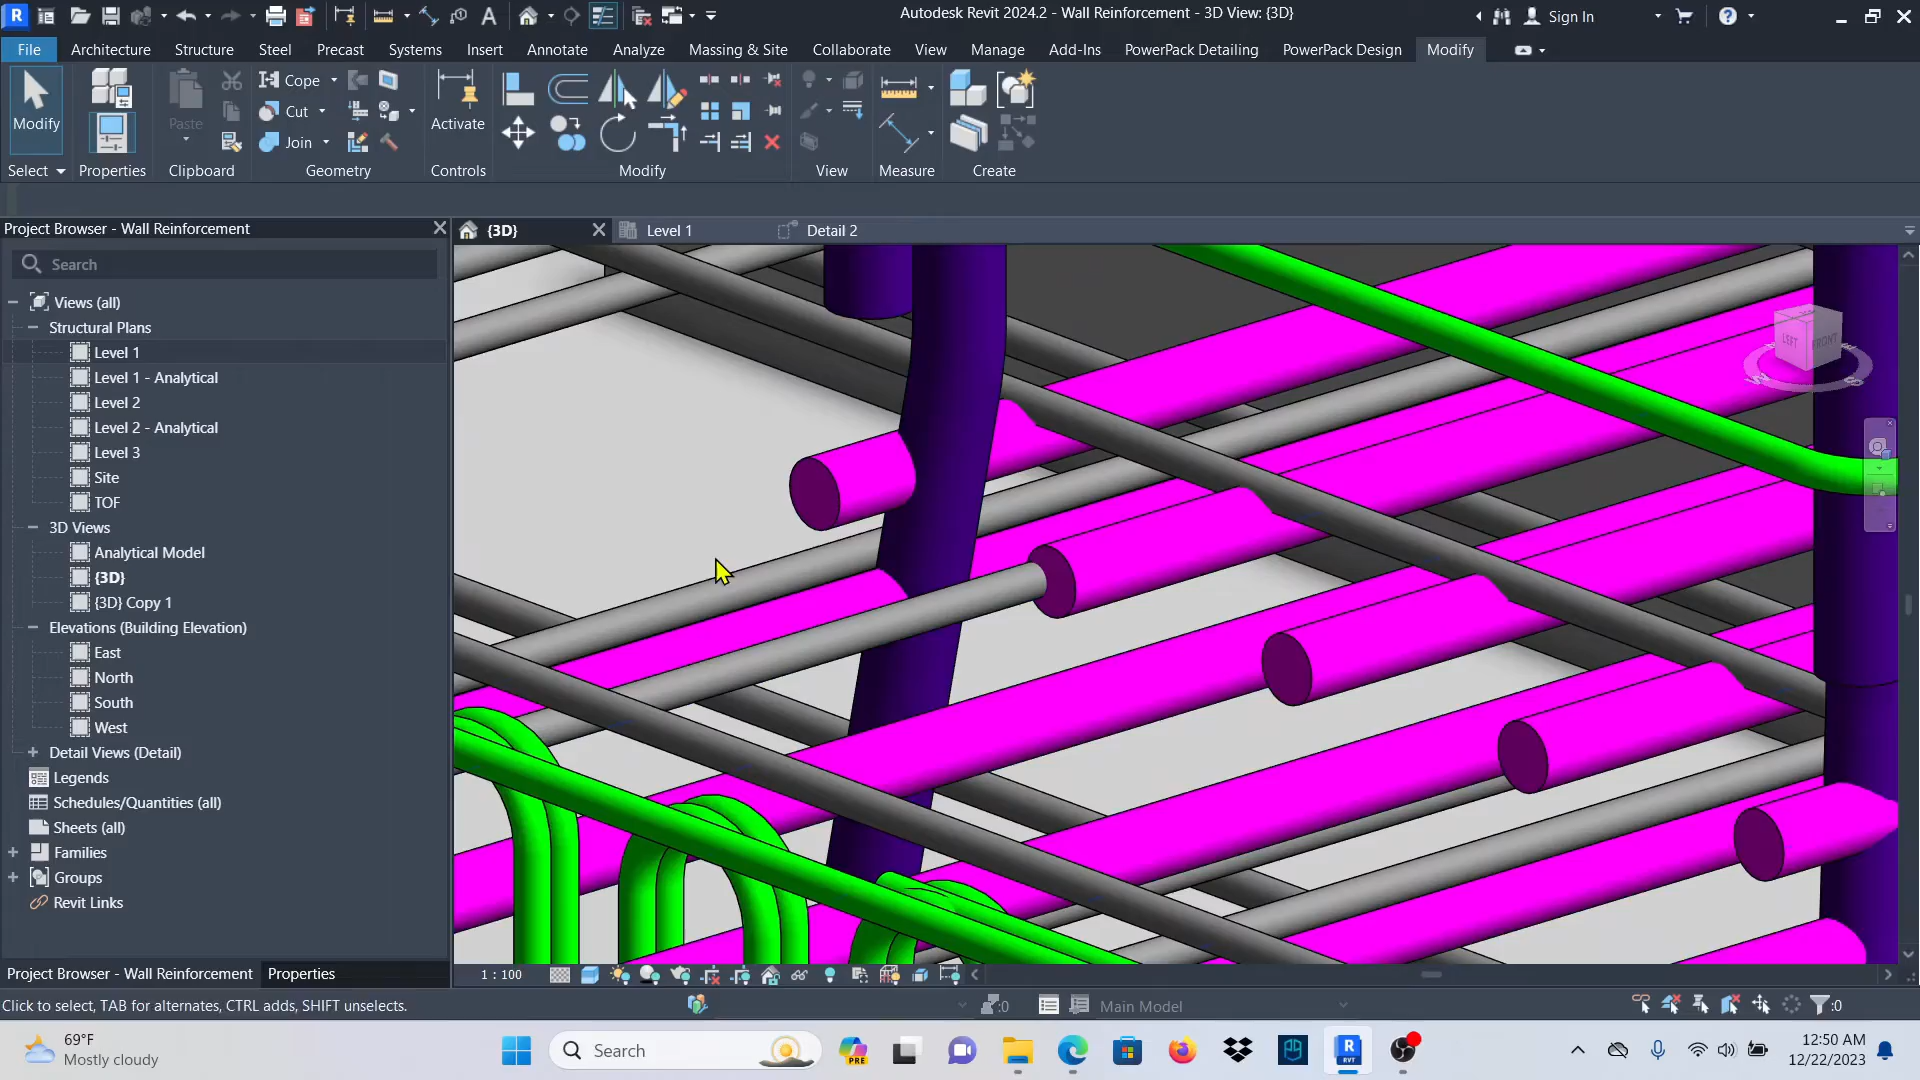 Autodesk Revit 2024.2 - Wall Reinforcement - 3D View: {3D}
Sign In
File
Architecture
Structure
Steel
Precast
Systems
Insert
Annotate
Analyze
Massing & Site
Collaborate
View
Manage
Add-Ins
PowerPack Detailing
PowerPack Design
Modify
Modify
Paste
Cope
Cut
Join
Activate
Select
Properties
Clipboard
Geometry
Controls
Modify
View
Measure
Create
Project Browser - Wall Reinforcement
{3D}
Level 1
Detail 2
Search
Views (all)
Structural Plans
Level 1
Level 1 - Analytical
Level 2
Level 2 - Analytical
Level 3
Site
TOF
3D Views
Analytical Model
{3D}
{3D} Copy 1
Elevations (Building Elevation)
East
North
South
West
Detail Views (Detail)
Legends
Schedules/Quantities (all)
Sheets (all)
Families
Groups
Revit Links
LEFT
FRONT
Project Browser - Wall Reinforcement
Properties
1 : 100
Click to select, TAB for alternates, CTRL adds, SHIFT unselects.
:0
Main Model
:0
69°F
Mostly cloudy
Search
PRE
12:50 AM
12/22/2023